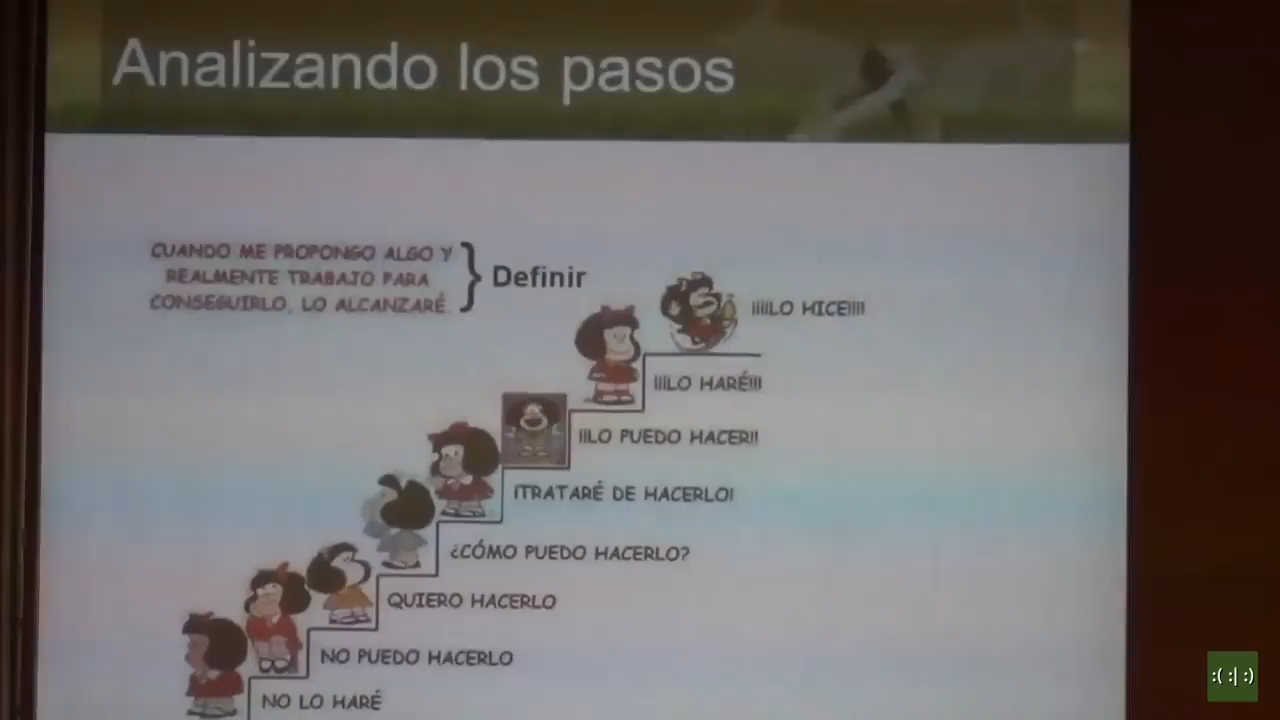 Analizando los pasos
CUANDO ME PROPONGO ALGO Y
REALMENTE TRABAJO PARA
CONSEGUIRLO, LO ALCANZARÉ.
} Definir
¡¡¡¡¡LO HICE!!!!!
¡¡¡LO HARÉ!!!
¡¡LO PUEDO HACER!!
¡TRATARÉ DE HACERLO!
¿CÓMO PUEDO HACERLO?
QUIERO HACERLO
NO PUEDO HACERLO
NO LO HARÉ
:( :| :)